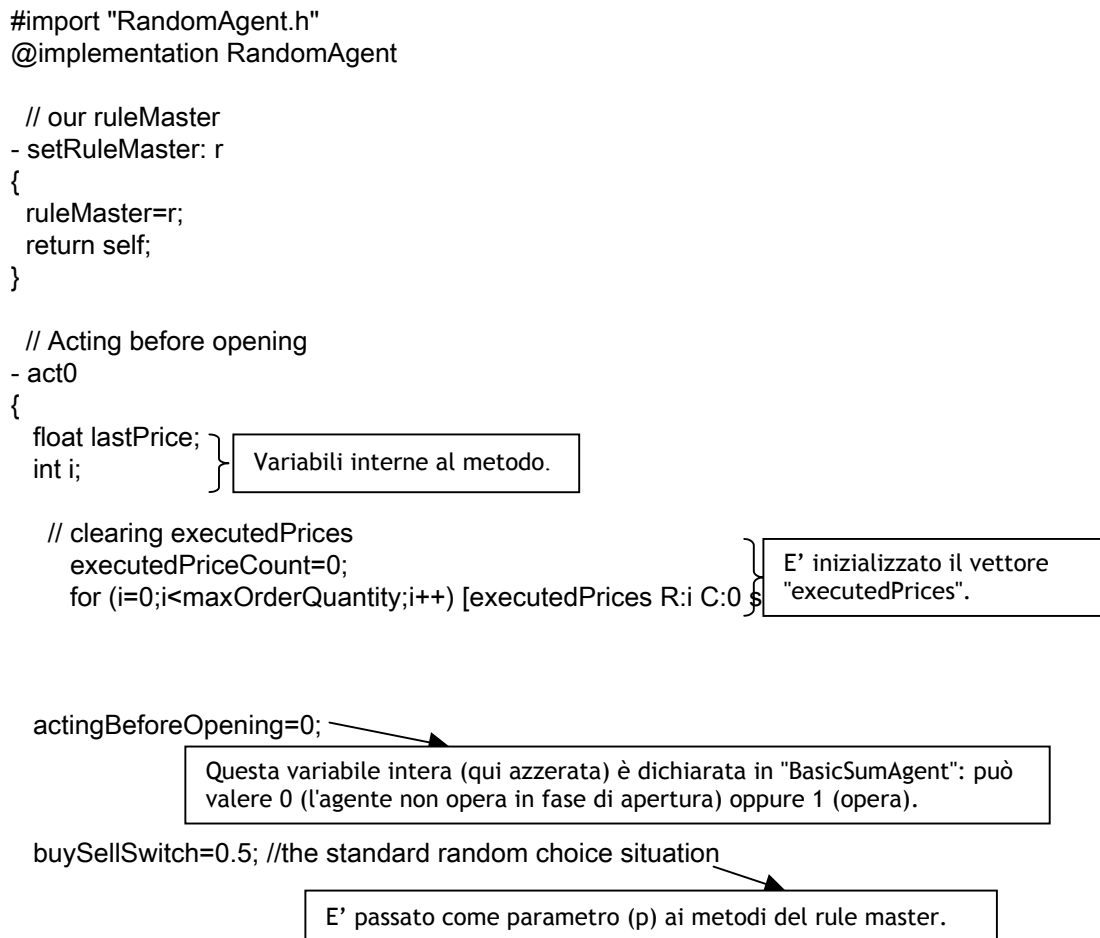 #import "RandomAgent.h"
@implementation RandomAgent
// our ruleMaster
- setRuleMaster: r
{
ruleMaster=r;
return self;
}
// Acting before opening
- act0
{
float lastPrice;
int i;
Variabili interne al metodo.
// clearing executedPrices
executedPriceCount=0;
for (i=0;i<maxOrderQuantity;i++) [executedPrices R:i C:0 s
E' inizializzato il vettore
"executedPrices".
actingBeforeOpening=0;
Questa variabile intera (qui azzerata) è dichiarata in "BasicSumAgent": può
valere 0 (l'agente non opera in fase di apertura) oppure 1 (opera).
buySellSwitch=0.5; //the standard random choice situation
E' passato come parametro (p) ai metodi del rule master.